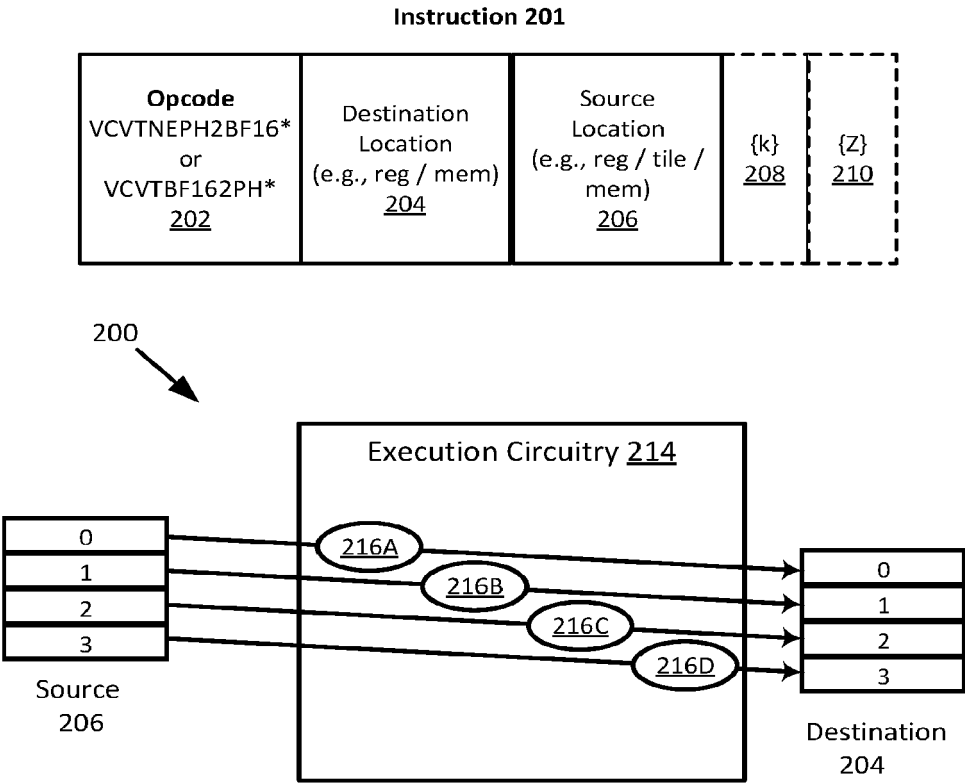 Instruction 201
Opcode
VCVTNEPH2BF16*
or
VCVTBF162PH*
202
Destination
Location
(e.g., reg / mem)
204
Source
Location
(e.g., reg / tile /
mem)
206
{k}
208
{Z}
210
200
Execution Circuitry 214
0
1
2
3
Source
206
216A
216B
216C
216D
0
1
2
3
Destination
204